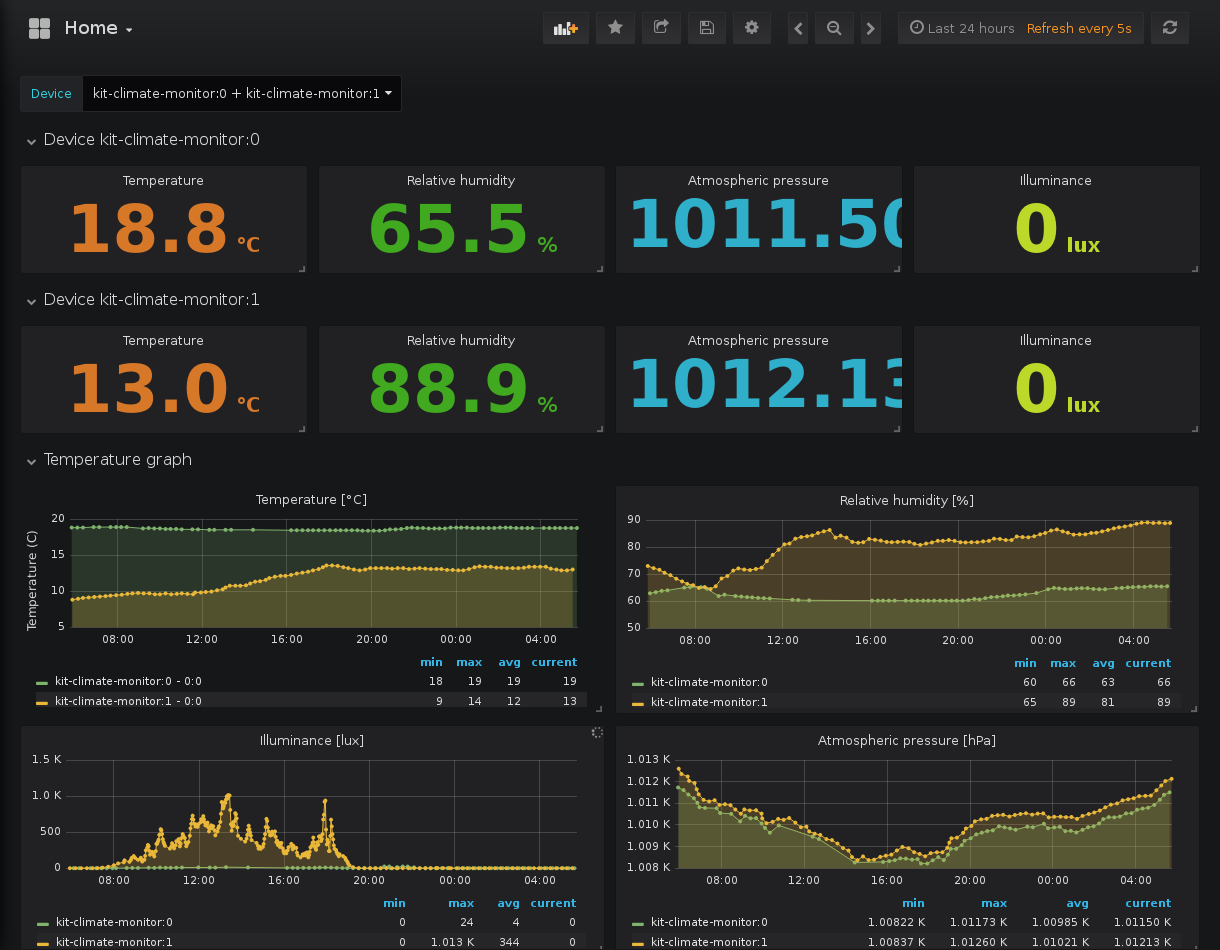 Home
Last 24 hours Refresh every 5s
Device kit-climate-monitor:0 + kit-climate-monitor:1
Device kit-climate-monitor:0
Temperature Relative humidity Atmospheric pressure Illuminance
18.8 °C 65.5 % 1011.50 0 lux
Device kit-climate-monitor:1
Temperature Relative humidity Atmospheric pressure Illuminance
13.0 °C 88.9 % 1012.13 0 lux
Temperature graph
Temperature [°C]
Temperature (C)
20
15
10
5
08:00 12:00 16:00 20:00 00:00 04:00
min max avg current
kit-climate-monitor:0 - 0:0 18 19 19 19
kit-climate-monitor:1 - 0:0 9 14 12 13
Relative humidity [%]
90
80
70
60
50
08:00 12:00 16:00 20:00 00:00 04:00
min max avg current
kit-climate-monitor:0 60 66 63 66
kit-climate-monitor:1 65 89 81 89
Illuminance [lux]
1.5 K
1.0 K
500
0
08:00 12:00 16:00 20:00 00:00 04:00
min max avg current
kit-climate-monitor:0 0 24 4 0
kit-climate-monitor:1 0 1.013 K 344 0
Atmospheric pressure [hPa]
1.013 K
1.012 K
1.011 K
1.010 K
1.009 K
1.008 K
08:00 12:00 16:00 20:00 00:00 04:00
min max avg current
kit-climate-monitor:0 1.00822 K 1.01173 K 1.00985 K 1.01150 K
kit-climate-monitor:1 1.00837 K 1.01260 K 1.01021 K 1.01213 K